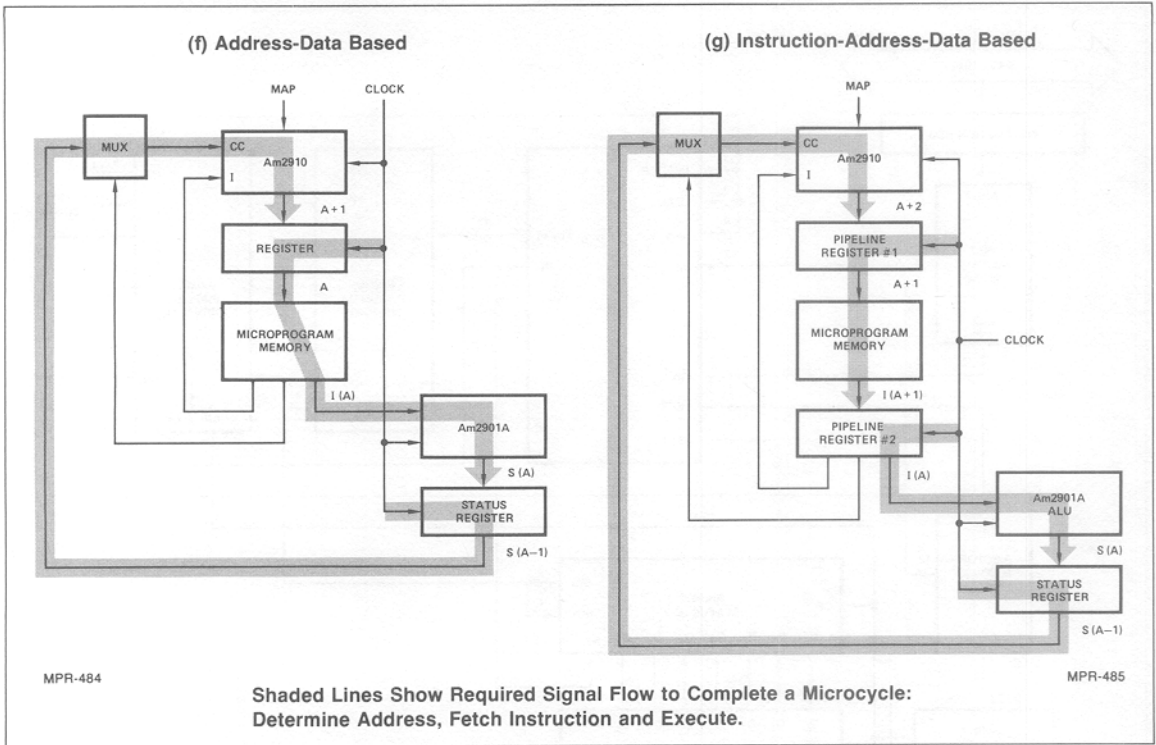 (f) Address-Data Based
MAP
CLOCK
MUX
CC
Am2910
I
A + 1
REGISTER
A
MICROPROGRAM
MEMORY
I (A)
Am2901A
S (A)
STATUS
REGISTER
S (A−1)
MPR-484
(g) Instruction-Address-Data Based
MAP
MUX
CC
Am2910
I
A + 2
PIPELINE
REGISTER #1
A + 1
MICROPROGRAM
MEMORY
CLOCK
I (A+1)
PIPELINE
REGISTER #2
I (A)
Am2901A
ALU
S (A)
STATUS
REGISTER
S (A−1)
MPR-485
Shaded Lines Show Required Signal Flow to Complete a Microcycle:
Determine Address, Fetch Instruction and Execute.